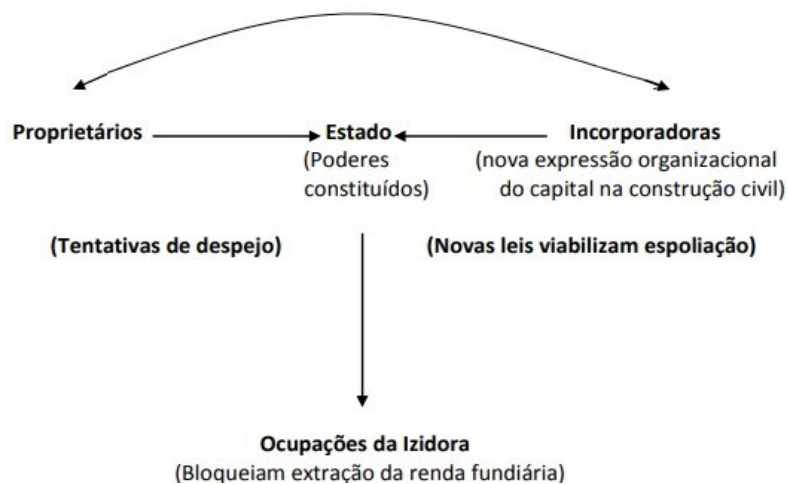 Proprietários Estado Incorporadoras
(Poderes (nova expressão organizacional
constituídos) do capital na construção civil)
(Tentativas de despejo) (Novas leis viabilizam espoliação)
Ocupações da Izidora
(Bloqueiam extração da renda fundiária)